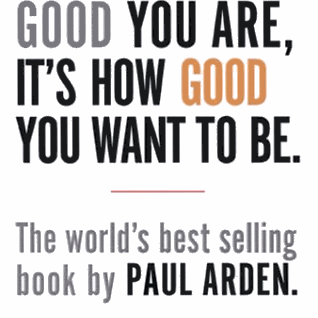 GOOD YOU ARE,
IT'S HOW GOOD
YOU WANT TO BE.
The world's best selling
book by PAUL ARDEN.